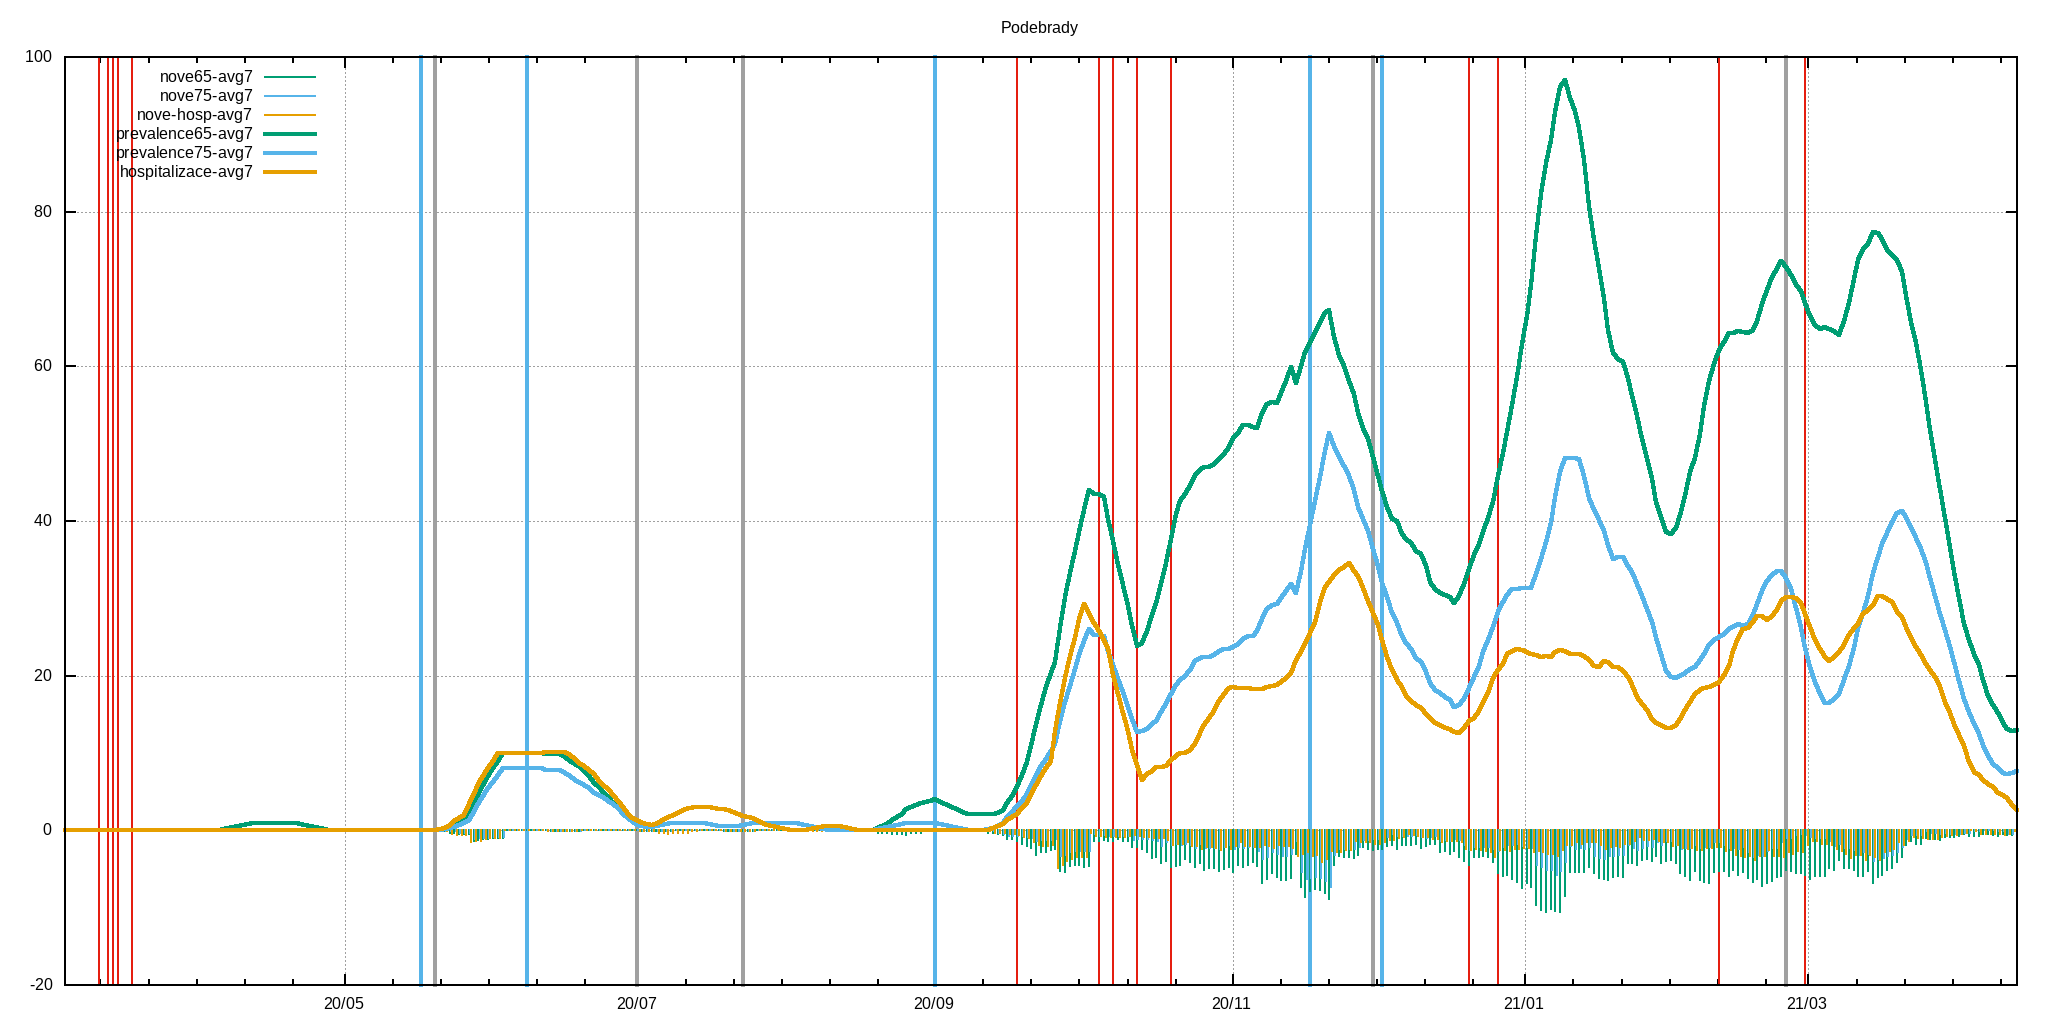 Podebrady
100
80
60
40
20
0
-20
nove65-avg7
nove75-avg7
nove-hosp-avg7
prevalence65-avg7
prevalence75-avg7
hospitalizace-avg7
20/05
20/07
20/09
20/11
21/01
21/03